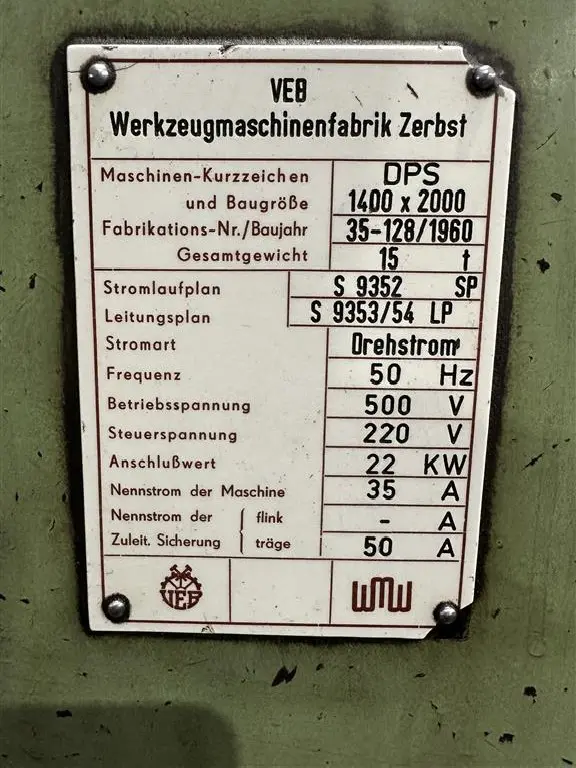 VEB
Werkzeugmaschinenfabrik Zerbst
Maschinen-Kurzzeichen DPS
und Baugröße 1400 x 2000
Fabrikations-Nr./Baujahr 35-128/1960
Gesamtgewicht 15 t
Stromlaufplan S 9352 SP
Leitungsplan S 9353/54 LP
Stromart Drehstrom
Frequenz 50 Hz
Betriebsspannung 500 V
Steuerspannung 220 V
Anschlußwert 22 KW
Nennstrom der Maschine 35 A
Nennstrom der flink - A
Zuleit. Sicherung träge 50 A
VEB WMW